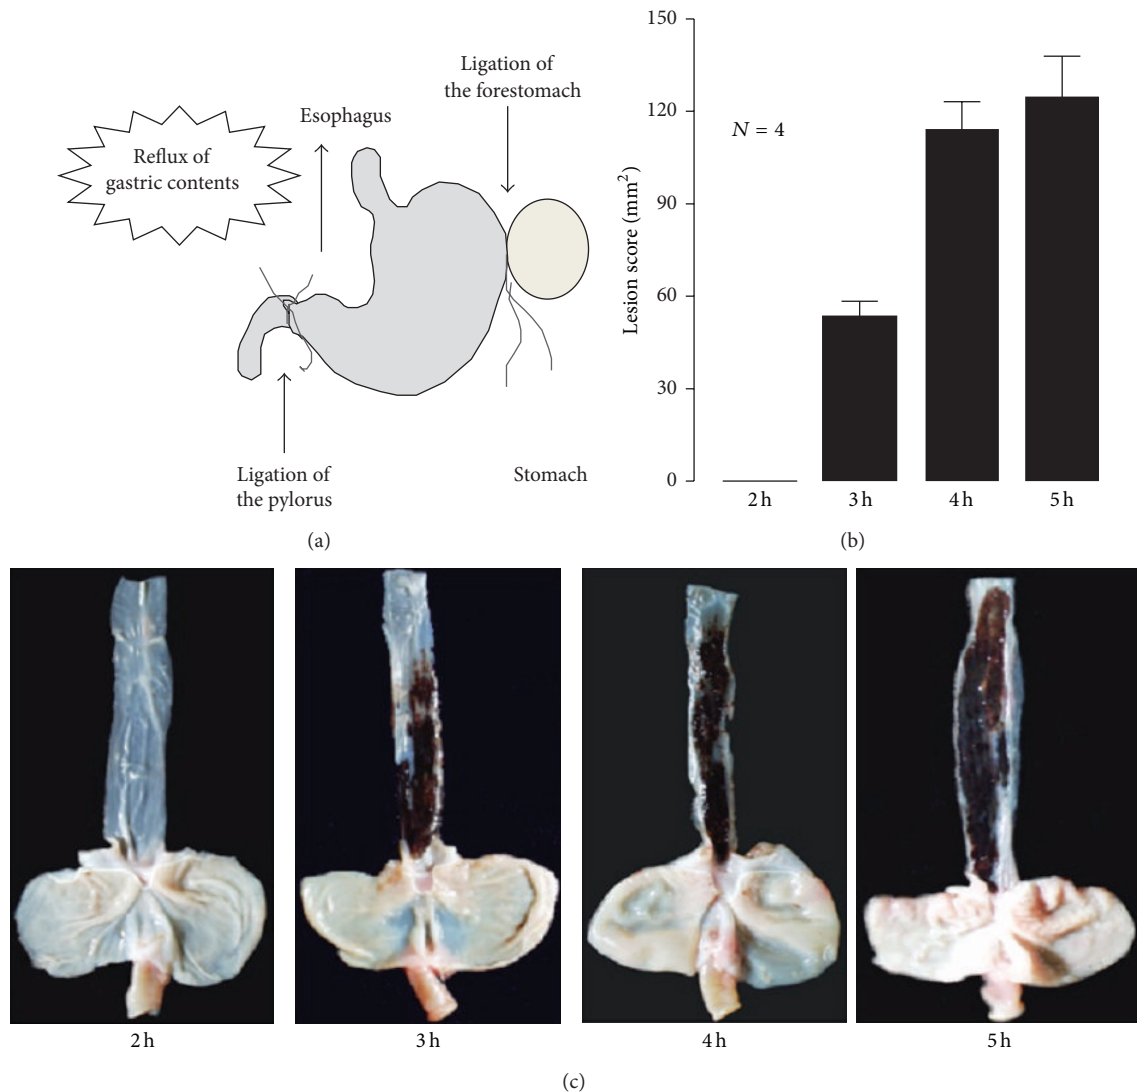 Ligation of
the forestomach
Esophagus
Reflux of
gastric contents
Ligation of
the pylorus
Stomach
(a)
150
120
90
60
30
0
Lesion score (mm²)
N = 4
2 h
3 h
4 h
5 h
(b)
2 h
3 h
4 h
5 h
(c)